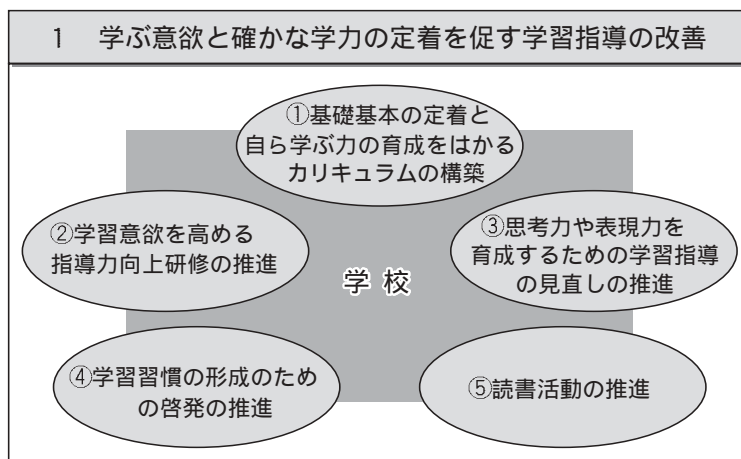 1 学ぶ意欲と確かな学力の定着を促す学習指導の改善
①基礎基本の定着と
自ら学ぶ力の育成をはかる
カリキュラムの構築
②学習意欲を高める
指導力向上研修の推進
③思考力や表現力を
育成するための学習指導
の見直しの推進
学校
④学習習慣の形成のため
の啓発の推進
⑤読書活動の推進